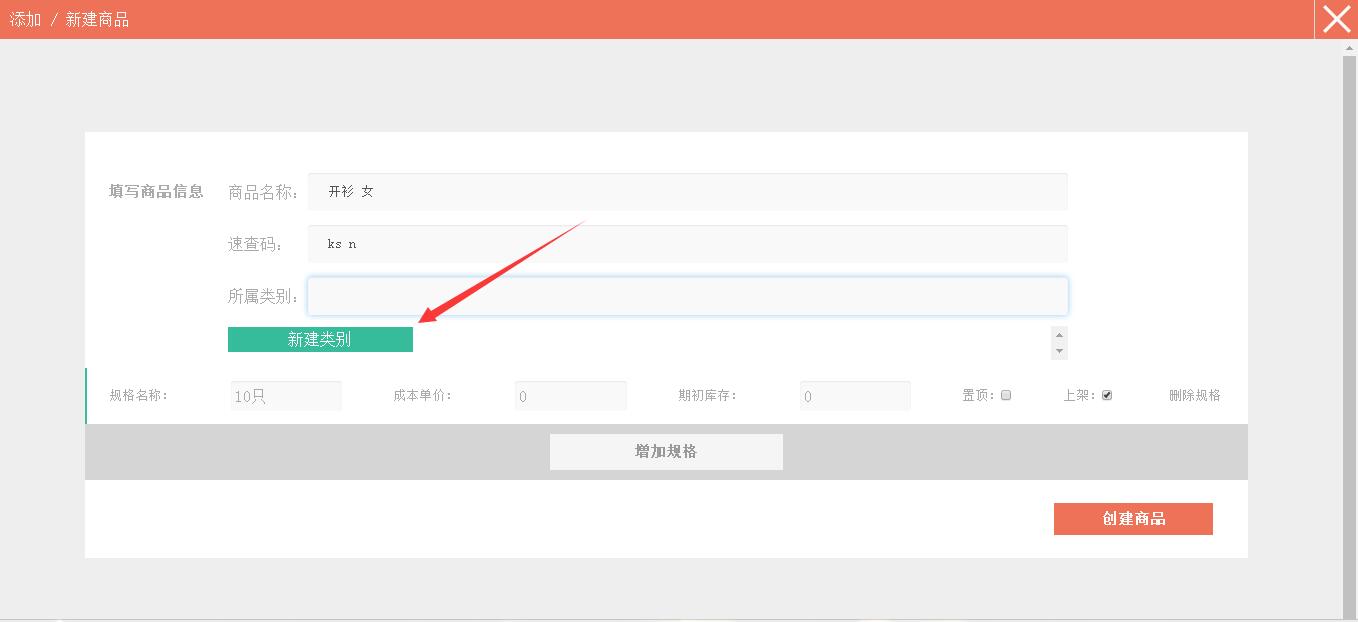 添加 / 新建商品
填写商品信息 商品名称： 开衫 女
速查码： ks n
所属类别：
新建类别
规格名称： 10只 成本单价： 0 期初库存： 0 置顶： 上架： 删除规格
增加规格
创建商品